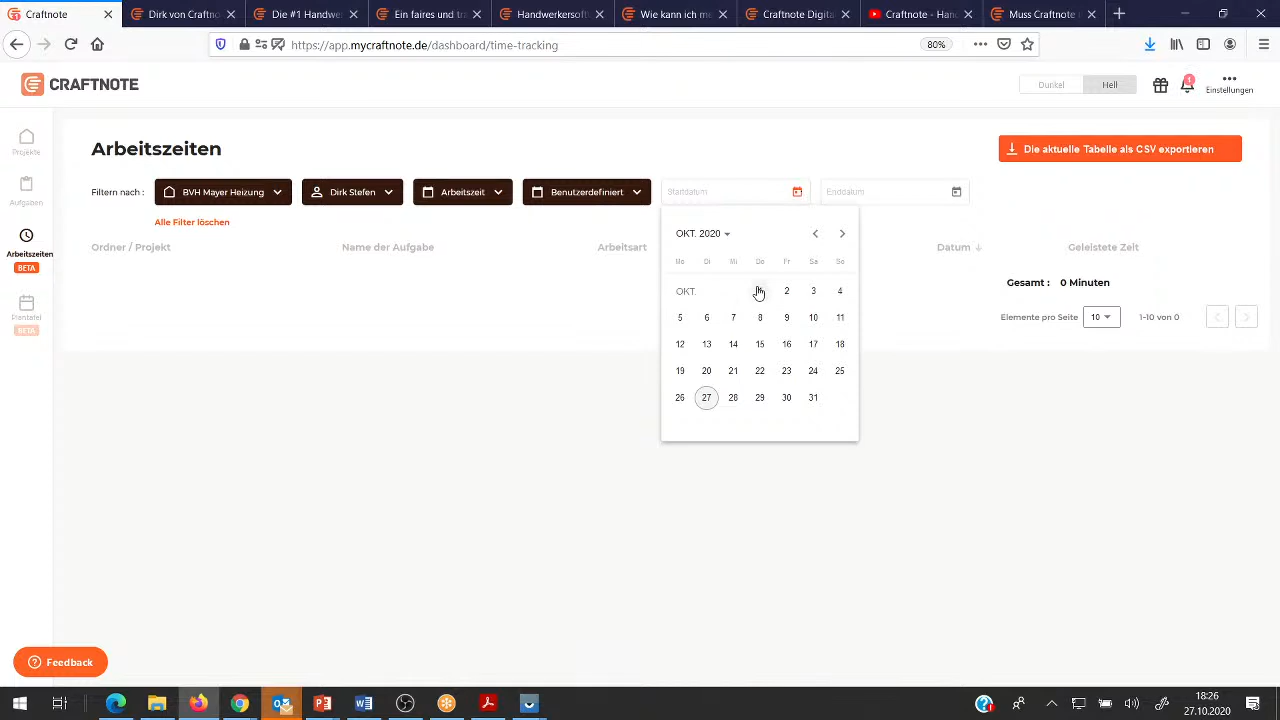 Craftnote
Dirk von Craftno
Die #1 Handwe
Ein faires und tr
Handwerkersoft
Wie kann ich me
Craftnote Digita
Craftnote - Han
Muss Craftnote
https://app.mycraftnote.de/dashboard/time-tracking
80%
CRAFTNOTE
Dunkel
Hell
1
Einstellungen
Projekte
Aufgaben
Arbeitszeiten
BETA
Plantafel
BETA
Arbeitszeiten
Die aktuelle Tabelle als CSV exportieren
Filtern nach :
BVH Mayer Heizung
Dirk Stefen
Arbeitszeit
Benutzerdefiniert
Startdatum
Enddatum
Alle Filter löschen
Ordner / Projekt
Name der Aufgabe
Arbeitsart
Datum
Geleistete Zeit
OKT. 2020
Mo Di Mi Do Fr Sa So
OKT. 2 3 4
5 6 7 8 9 10 11
12 13 14 15 16 17 18
19 20 21 22 23 24 25
26 27 28 29 30 31
Gesamt : 0 Minuten
Elemente pro Seite 10 1-10 von 0
Feedback
18:26
27.10.2020